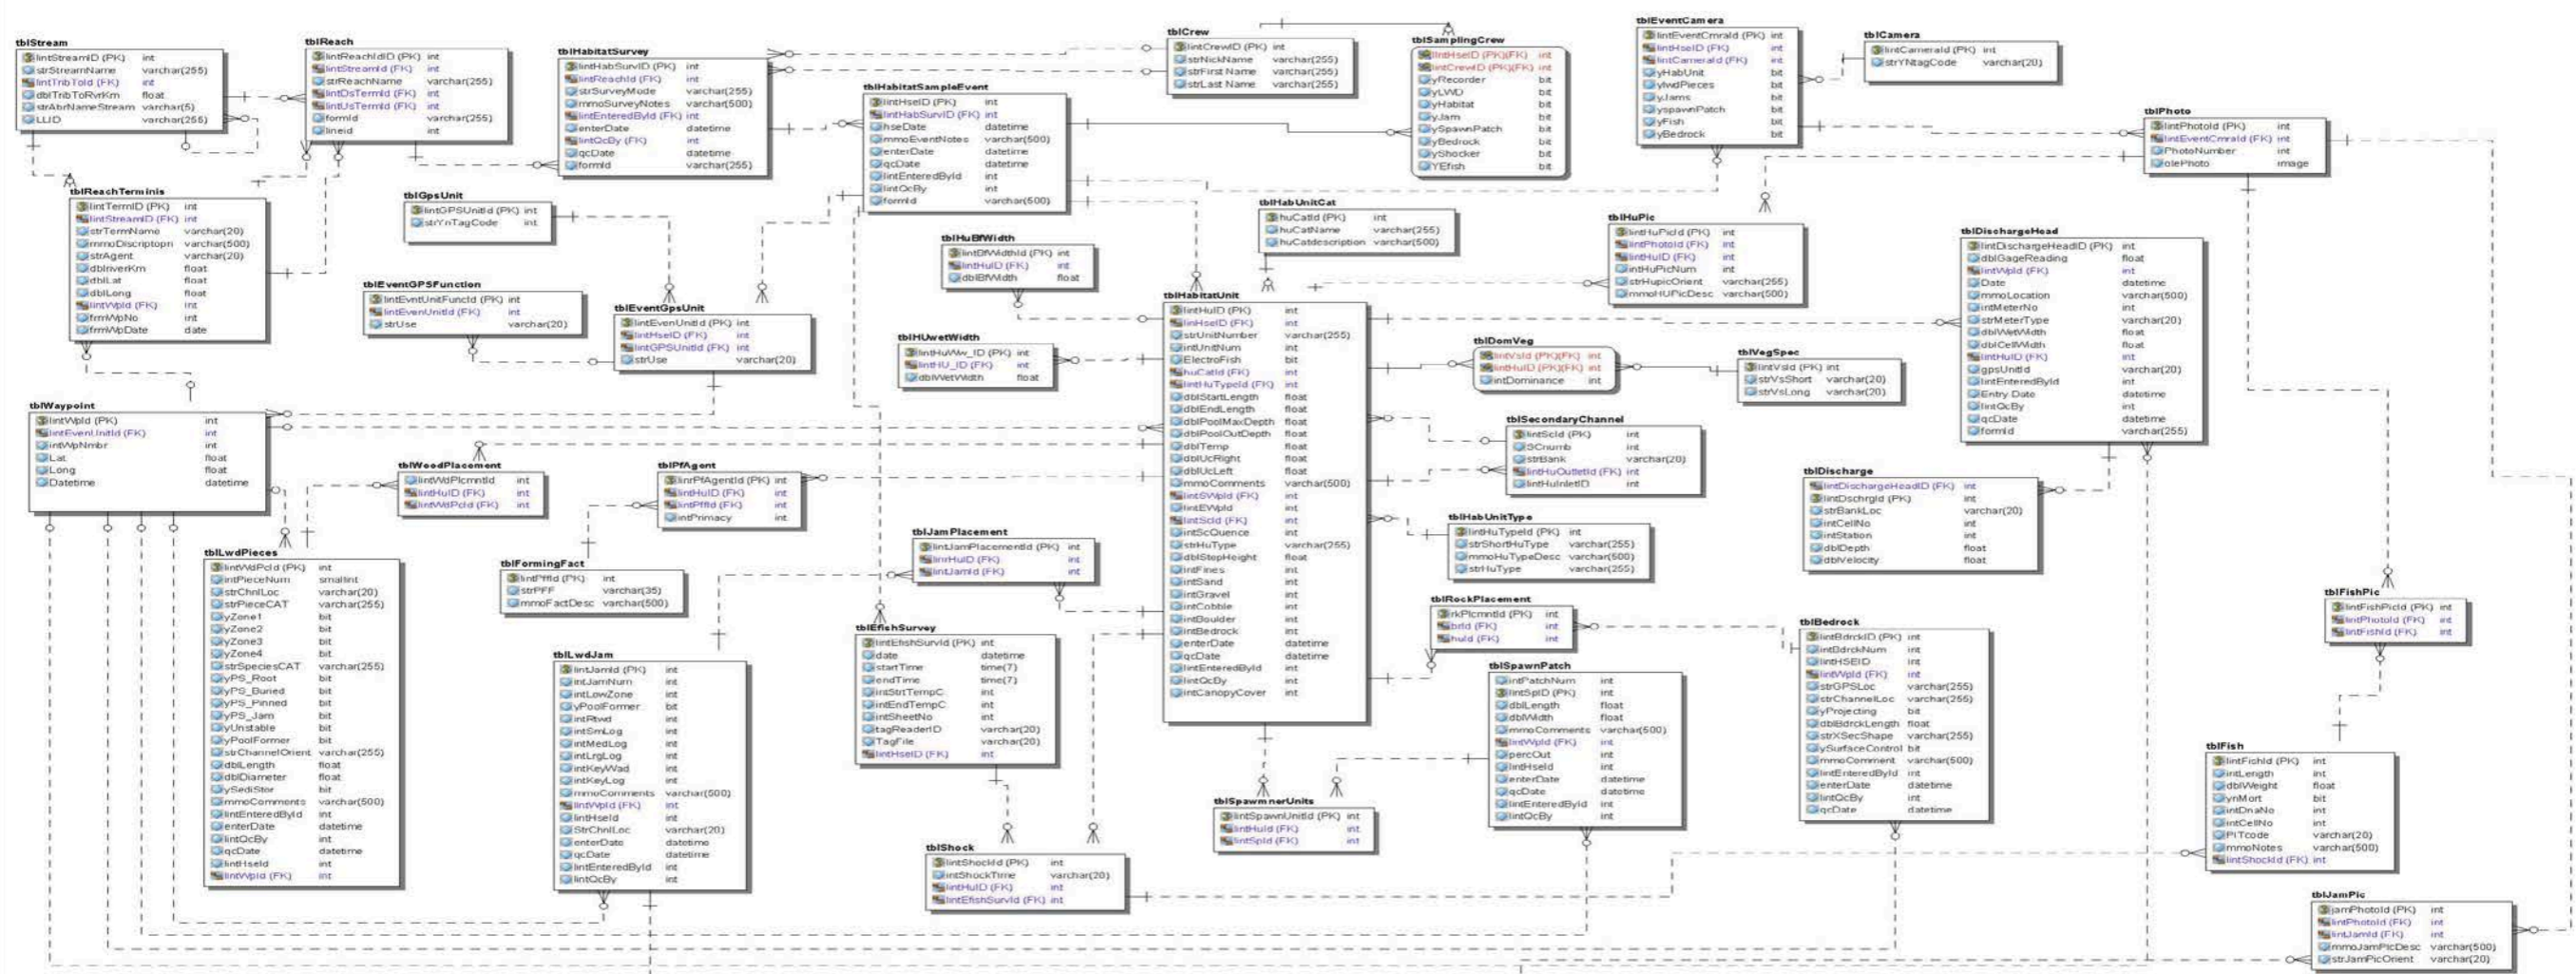 tblStream
lintStreamID (PK) int
strStreamName varchar(255)
lintTribToId (FK) int
dblTribToRvrKm float
strAbrNameStream varchar(5)
LLID varchar(255)
tblReach
lintReachIdID (PK) int
lintStreamId (FK) int
strReachName varchar(255)
lintDsTermId (FK) int
lintUsTermId (FK) int
formId varchar(255)
lineid int
tblHabitatSurvey
lintHabSurvID (PK) int
lintReachId (FK) int
strSurveyMode varchar(255)
mmoSurveyNotes varchar(500)
lintEnteredById (FK) int
enterDate datetime
lintQcBy (FK) int
qcDate datetime
formId varchar(255)
tblHabitatSampleEvent
lintHseID (PK) int
lintHabSurvID (FK) int
hseDate datetime
mmoEventNotes varchar(500)
enterDate datetime
qcDate datetime
lintEnteredById int
lintQcBy int
formId varchar(500)
tblCrew
lintCrewID (PK) int
strNickName varchar(255)
strFirst Name varchar(255)
strLast Name varchar(255)
tblSamplingCrew
lintHseID (PK)(FK) int
lintCrewID (PK)(FK) int
yRecorder bit
yLWD bit
yHabitat bit
yJam bit
ySpawnPatch bit
yBedrock bit
yShocker bit
YEfish bit
tblEventCamera
lintEventCmraId (PK) int
lintHseID (FK) int
lintCameraId (FK) int
yHabUnit bit
ylwdPieces bit
yJams bit
yspawnPatch bit
yFish bit
yBedrock bit
tblCamera
lintCameraId (PK) int
strYNtagCode varchar(20)
tblPhoto
lintPhotoId (PK) int
lintEventCmraId (FK) int
PhotoNumber int
olePhoto image
tblReachTerminis
lintTermID (PK) int
lintStreamID (FK) int
strTermName varchar(20)
mmoDiscriptopn varchar(500)
strAgent varchar(20)
dblriverKm float
dblLat float
dblLong float
lintWpId (FK) int
frmWpNo int
frmWpDate date
tblGpsUnit
lintGPSUnitId (PK) int
strYnTagCode int
tblEventGPSFunction
lintEvntUnitFuncId (PK) int
lintEvenUnitId (FK) int
strUse varchar(20)
tblEventGpsUnit
lintEvenUnitId (PK) int
lintHseID (FK) int
lintGPSUnitId (FK) int
strUse varchar(20)
tblHuBfWidth
lintBfWidthId (PK) int
lintHuID (FK) int
dblBfWidth float
tblHUwetWidth
lintHuWw_ID (PK) int
lintHU_ID (FK) int
dblWetWidth float
tblHabUnitCat
huCatId (PK) int
huCatName varchar(255)
huCatdescription varchar(500)
tblHuPic
lintHuPicId (PK) int
lintPhotoId (FK) int
lintHuID (FK) int
intHuPicNum int
strHupicOrient varchar(255)
mmoHUPicDesc varchar(500)
tblDischargeHead
lintDischargeHeadID (PK) int
dblGageReading float
lintWpId (FK) int
Date datetime
mmoLocation varchar(500)
intMeterNo int
strMeterType varchar(20)
dblWetWidth float
dblCellWidth float
lintHuID (FK) int
gpsUnitId varchar(20)
lintEnteredById int
Entry Date datetime
lintQcBy int
qcDate datetime
formId varchar(255)
tblHabitatUnit
lintHuID (PK) int
linHseID (FK) int
strUnitNumber varchar(255)
intUnitNum int
ElectroFish bit
huCatId (FK) int
lintHuTypeId (FK) int
dblStartLength float
dblEndLength float
dblPoolMaxDepth float
dblPoolOutDepth float
dblTemp float
dblUcRight float
dblUcLeft float
mmoComments varchar(500)
lintSWpId (FK) int
lintEWpId int
lintScId (FK) int
intScQuence int
strHuType varchar(255)
dblStepHeight float
intFines int
intSand int
intGravel int
intCobble int
intBoulder int
intBedrock int
enterDate datetime
qcDate datetime
lintEnteredById int
lintQcBy int
intCanopyCover int
tblDomVeg
lintVsId (PK)(FK) int
lintHuID (PK)(FK) int
intDominance int
tblVegSpec
lintVsId (PK) int
strVsShort varchar(20)
strVsLong varchar(20)
tblSecondaryChannel
lintScId (PK) int
SCnumb int
strBank varchar(20)
lintHuOutletId (FK) int
lintHuInletID int
tblHabUnitType
lintHuTypeId (PK) int
strShortHuType varchar(255)
mmoHuTypeDesc varchar(500)
strHuType varchar(255)
tblDischarge
lintDischargeHeadID (FK) int
lintDschrgId (PK) int
strBankLoc varchar(20)
intCellNo int
intStation int
dblDepth float
dblVelocity float
tblWaypoint
lintWpId (PK) int
lintEvenUnitId (FK) int
intWpNmbr int
Lat float
Long float
Datetime datetime
tblWoodPlacement
lintWdPlcmntId int
lintHuID (FK) int
lintWdPcId (FK) int
tblPfAgent
linrPfAgentId (PK) int
lintHuID (FK) int
lintPffId (FK) int
intPrimacy int
tblFormingFact
lintPffId (PK) int
strPFF varchar(35)
mmoFactDesc varchar(500)
tblJamPlacement
lintJamPlacementId (PK) int
linrHuID (FK) int
lintJamId (FK) int
tblLwdPieces
lintWdPcId (PK) int
intPieceNum smallint
strChnlLoc varchar(20)
strPieceCAT varchar(255)
yZone1 bit
yZone2 bit
yZone3 bit
yZone4 bit
strSpeciesCAT varchar(255)
yPS_Root bit
yPS_Buried bit
yPS_Pinned bit
yPS_Jam bit
yUnstable bit
yPoolFormer bit
strChannelOrient varchar(255)
dblLength float
dblDiameter float
ySediStor bit
mmoComments varchar(500)
lintEnteredById int
enterDate datetime
lintQcBy int
qcDate datetime
lintHseId int
lintWpId (FK) int
tblLwdJam
lintJamId (PK) int
intJamNum int
intLowZone int
yPoolFormer bit
intRtwd int
intSmLog int
intMedLog int
intLrgLog int
intKeyWad int
intKeyLog int
mmoComments varchar(500)
lintWpId (FK) int
lintHseId int
StrChnlLoc varchar(20)
enterDate datetime
qcDate datetime
lintEnteredById int
lintQcBy int
tblEfishSurvey
lintEfishSurvId (PK) int
date datetime
startTime time(7)
endTime time(7)
intStrtTempC int
intEndTempC int
intSheetNo int
tagReaderID varchar(20)
TagFile varchar(20)
lintHseID (FK) int
tblRockPlacement
rkPlcmntId (PK) int
brId (FK) int
huId (FK) int
tblSpawnPatch
intPatchNum int
lintSpID (PK) int
dblLength float
dblWidth float
mmoComments varchar(500)
lintWpId (FK) int
percOut int
lintHseId int
enterDate datetime
qcDate datetime
lintEnteredById int
lintQcBy int
tblBedrock
lintBdrckID (PK) int
intBdrckNum int
lintHSEID int
lintWpId (FK) int
strGPSLoc varchar(255)
strChannelLoc varchar(255)
yProjecting bit
dblBdrckLength float
strXSecShape varchar(255)
ySurfaceControl bit
mmoComment varchar(500)
lintEnteredById int
enterDate datetime
lintQcBy int
qcDate datetime
tblFishPic
lintFishPicId (PK) int
lintPhotoId (FK) int
lintFishId (FK) int
tblSpawmnerUnits
lintSpawnUnitId (PK) int
lintHuId (FK) int
lintSpId (FK) int
tblShock
lintShockId (PK) int
intShockTime varchar(20)
lintHuID (FK) int
lintEfishSurvId (FK) int
tblFish
lintFishId (PK) int
intLength int
dblWeight float
ynMort bit
intDnaNo int
intCellNo int
PITcode varchar(20)
mmoNotes varchar(500)
lintShockId (FK) int
tblJamPic
jamPhotoId (PK) int
lintPhotoId (FK) int
lintJamId (FK) int
mmoJamPicDesc varchar(500)
strJamPicOrient varchar(20)